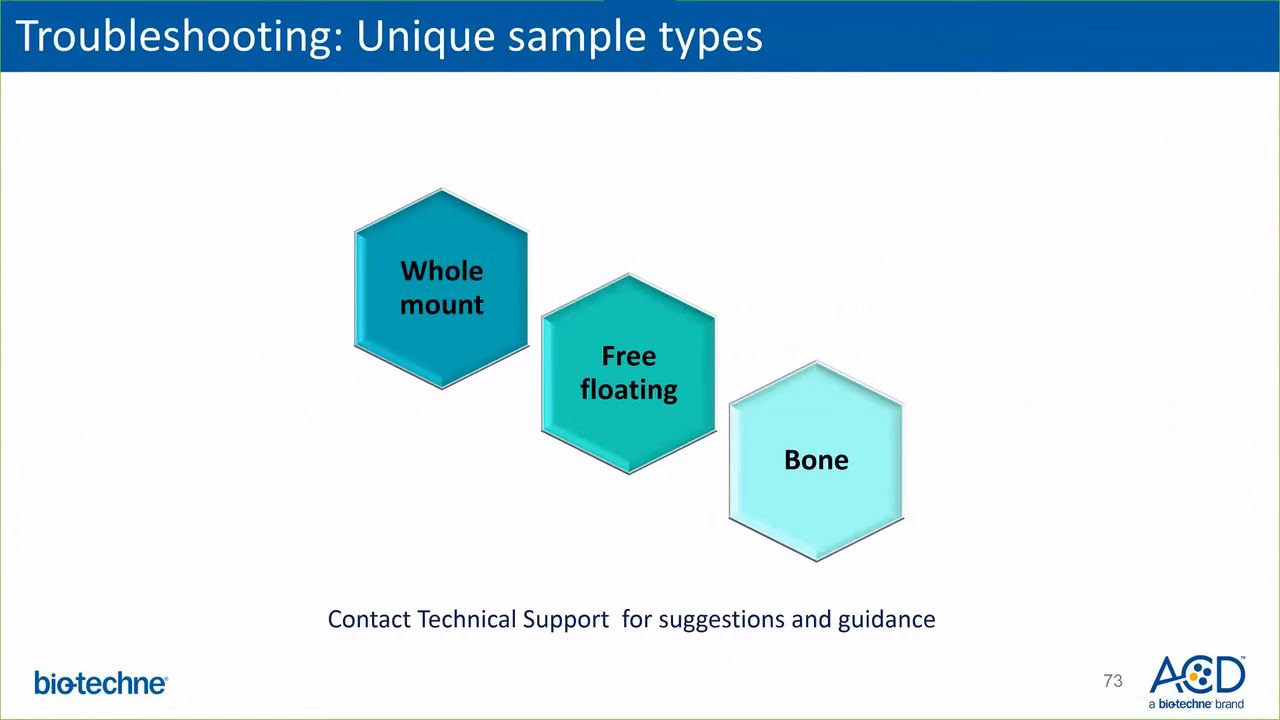 Troubleshooting: Unique sample types
Whole
mount
Free
floating
Bone
Contact Technical Support  for suggestions and guidance
bio-techne®
73
ACD™
a bio-techne® brand